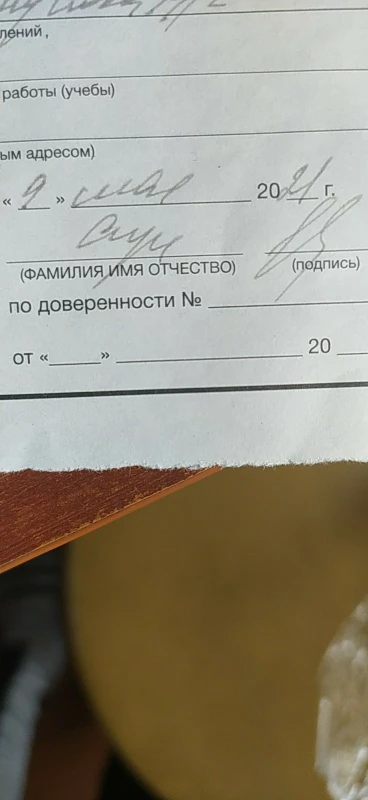 лений,
работы (учебы)
ым адресом)
« 9 » мая 2021 г.
(ФАМИЛИЯ ИМЯ ОТЧЕСТВО) (подпись)
по доверенности № 
от « » 20